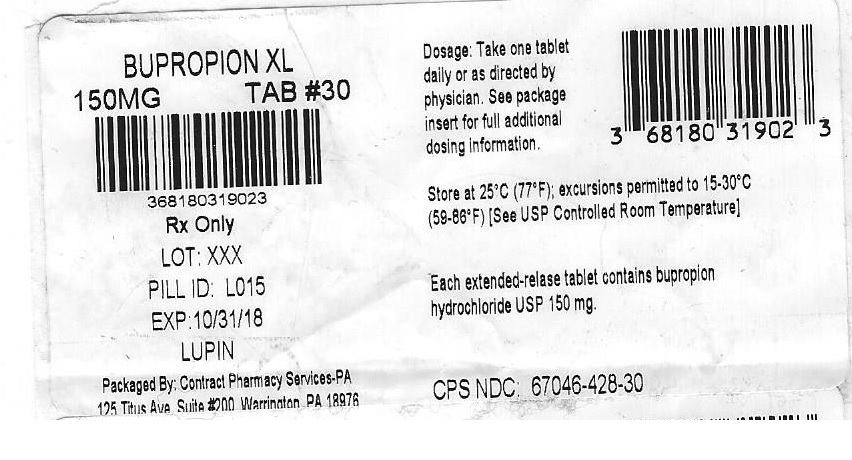 BUPROPION XL
150MG TAB #30
368180319023
Rx Only
LOT: XXX
PILL ID: L015
EXP:10/31/18
LUPIN
Packaged By: Contract Pharmacy Services-PA
125 Titus Ave Suite #200 Warrington PA 18976
Dosage: Take one tablet
daily or as directed by
physician. See package
insert for full additional
dosing information.
3 68180 31902 3
Store at 25°C (77°F); excursions permitted to 15-30°C
(59-86°F) [See USP Controlled Room Temperature]
Each extended-relase tablet contains bupropion
hydrochloride USP 150 mg.
CPS NDC: 67046-428-30